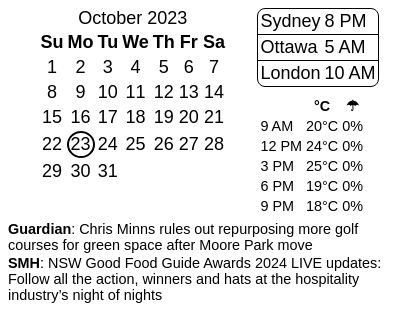 October 2023
Su Mo Tu We Th Fr Sa
1 2 3 4 5 6 7
8 9 10 11 12 13 14
15 16 17 18 19 20 21
22 23 24 25 26 27 28
29 30 31
Sydney 8 PM
Ottawa 5 AM
London 10 AM
°C ☂
9 AM 20°C 0%
12 PM 24°C 0%
3 PM 25°C 0%
6 PM 19°C 0%
9 PM 18°C 0%
Guardian: Chris Minns rules out repurposing more golf
courses for green space after Moore Park move
SMH: NSW Good Food Guide Awards 2024 LIVE updates:
Follow all the action, winners and hats at the hospitality
industry’s night of nights